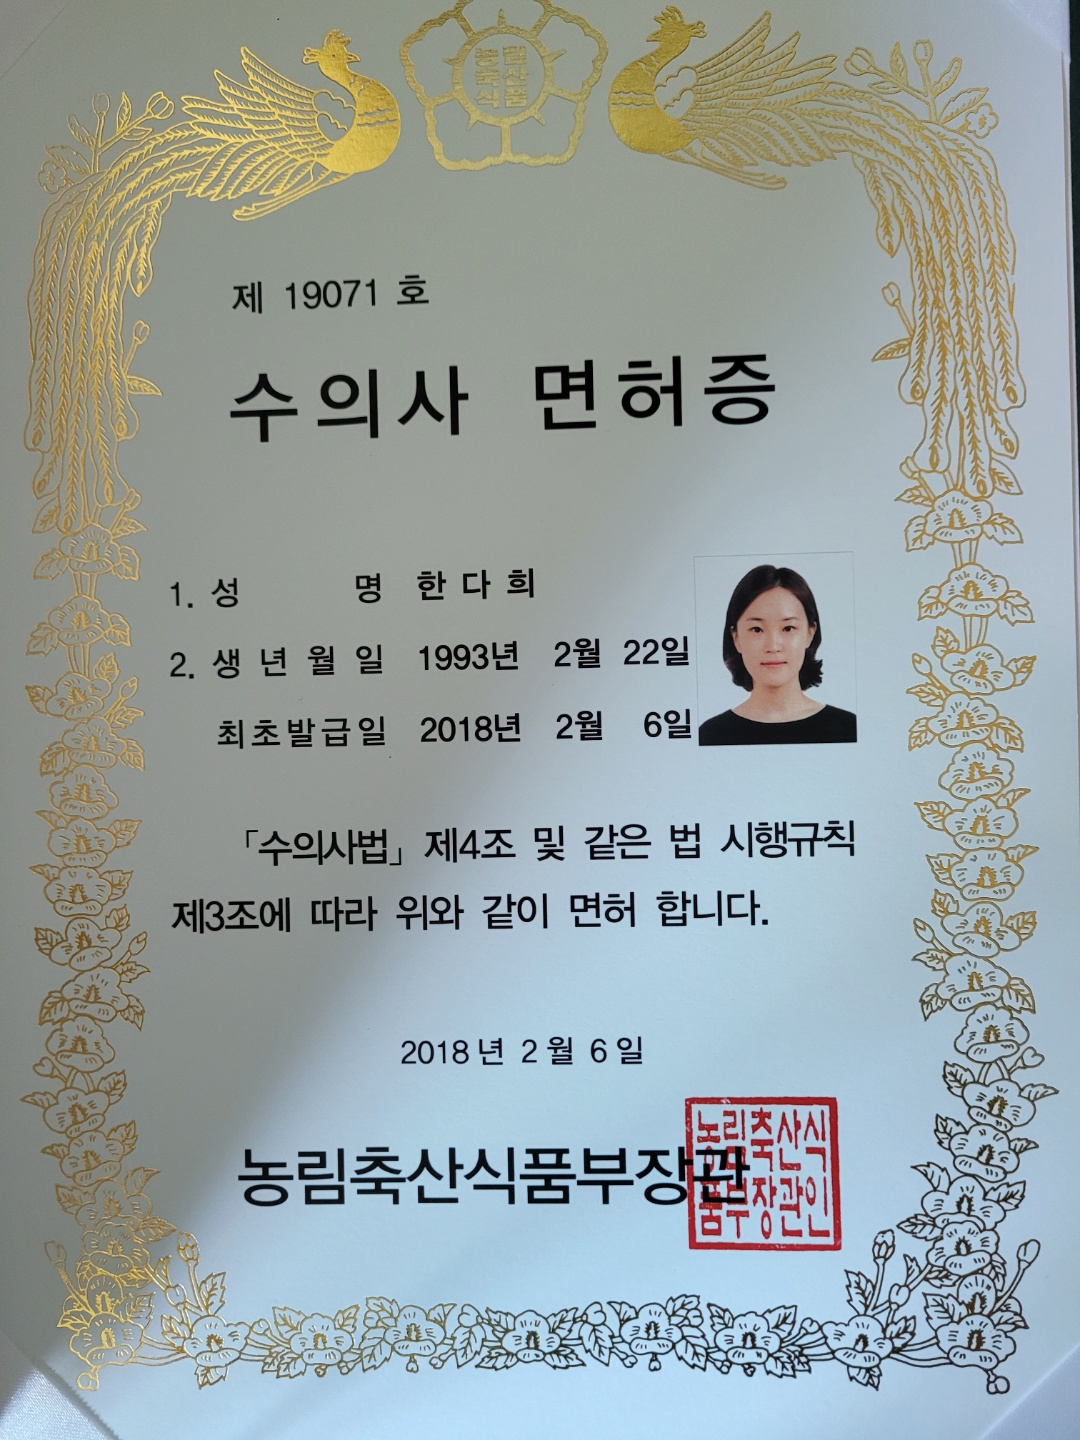 농림
축산
식품
제 19071 호
수의사 면허증
1. 성 명 한 다 희
2. 생 년 월 일 1993년 2월 22일
최초발급일 2018년 2월 6일
「수의사법」 제4조 및 같은 법 시행규칙
제3조에 따라 위와 같이 면허 합니다.
2018 년 2 월 6 일
농림축산식품부장관
농림축산식
품부장관인